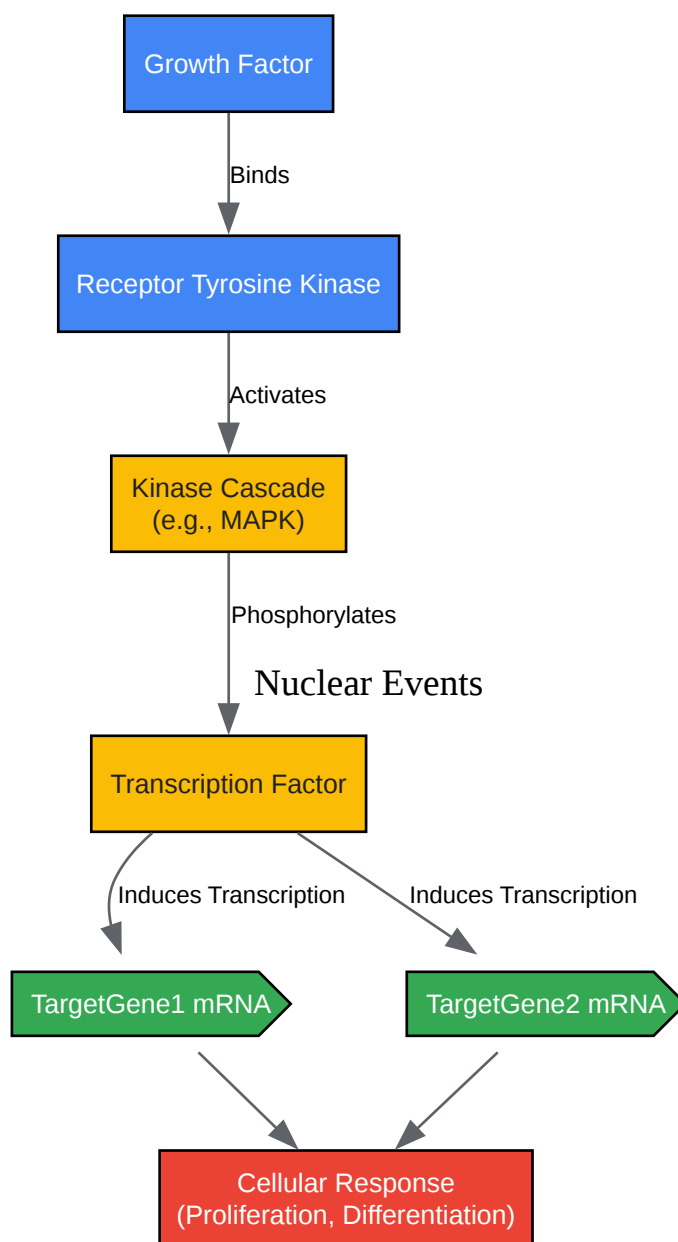 Growth Factor
Binds
Receptor Tyrosine Kinase
Activates
Kinase Cascade
(e.g., MAPK)
Phosphorylates
Nuclear Events
Transcription Factor
Induces Transcription
Induces Transcription
TargetGene1 mRNA
TargetGene2 mRNA
Cellular Response
(Proliferation, Differentiation)